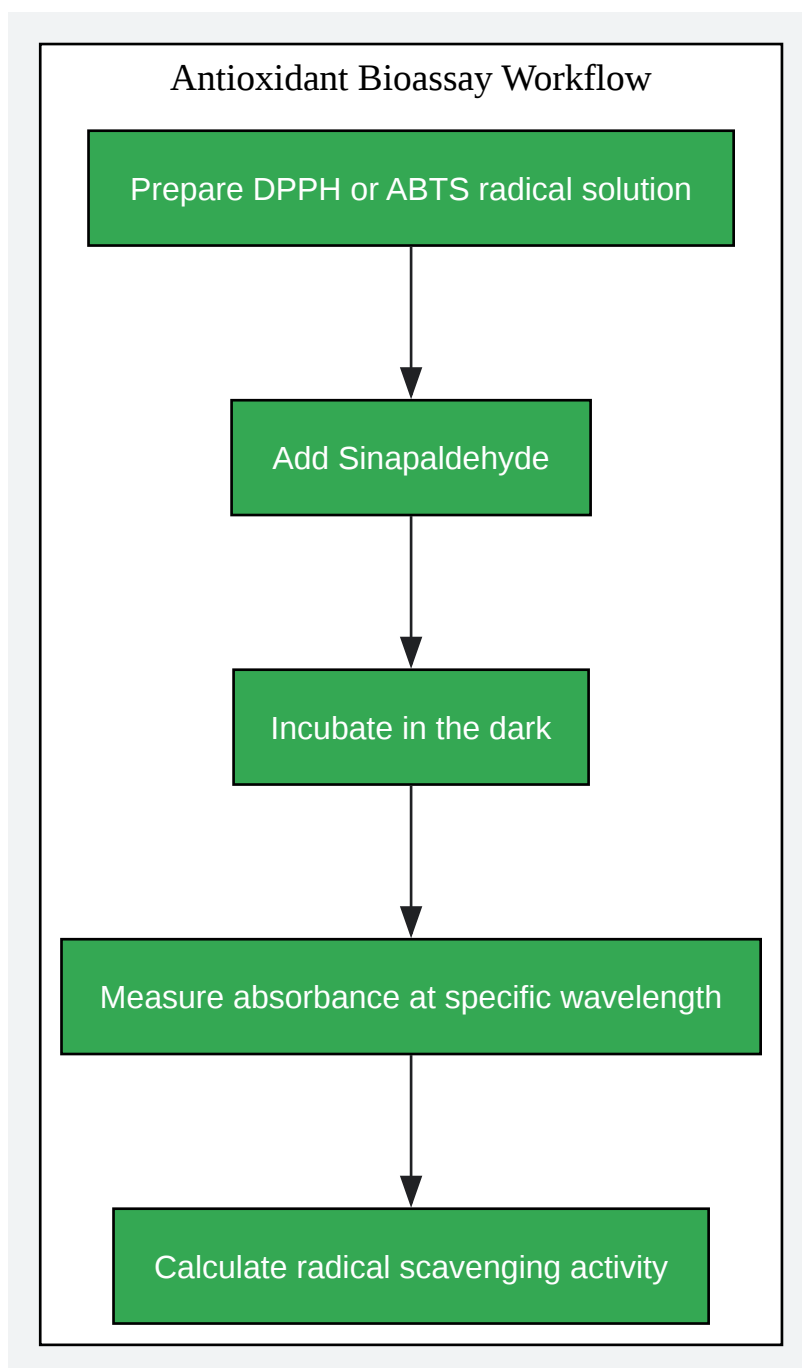 Antioxidant Bioassay Workflow
Prepare DPPH or ABTS radical solution
Add Sinapaldehyde
Incubate in the dark
Measure absorbance at specific wavelength
Calculate radical scavenging activity